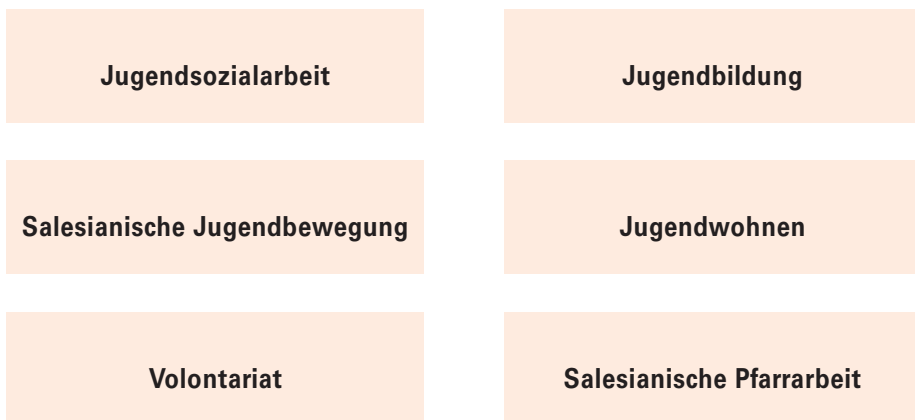 Jugendsozialarbeit
Jugendbildung
Salesianische Jugendbewegung
Jugendwohnen
Volontariat
Salesianische Pfarrarbeit